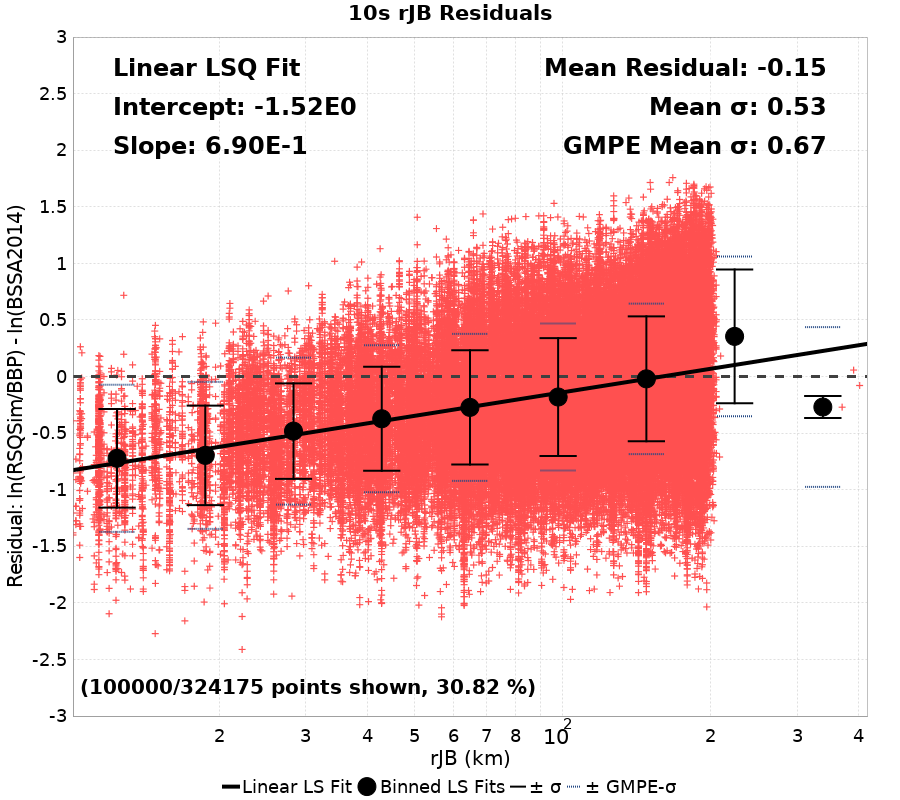 10s rJB Residuals
Linear LSQ Fit
Intercept: -1.52E0
Slope: 6.90E-1
Mean Residual: -0.15
Mean σ: 0.53
GMPE Mean σ: 0.67
Residual: ln(RSQSim/BBP) - ln(BSSA2014)
3
2.5
2
1.5
1
0.5
0
-0.5
-1
-1.5
-2
-2.5
-3
(100000/324175 points shown, 30.82 %)
2 3 4 5 6 7 8 10² 2 3 4
rJB (km)
Linear LS Fit Binned LS Fits ± σ ± GMPE-σ